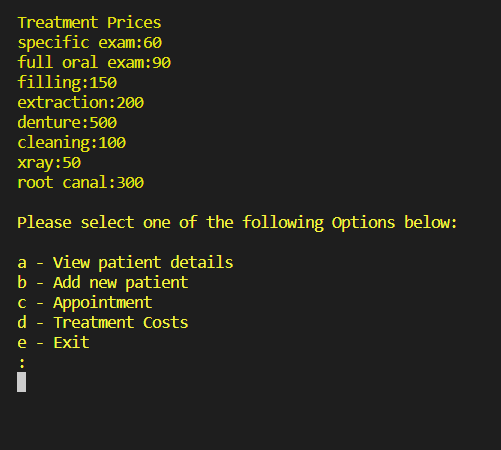 Treatment Prices
specific exam:60
full oral exam:90
filling:150
extraction:200
denture:500
cleaning:100
xray:50
root canal:300
Please select one of the following Options below:
a - View patient details
b - Add new patient
c - Appointment
d - Treatment Costs
e - Exit
: